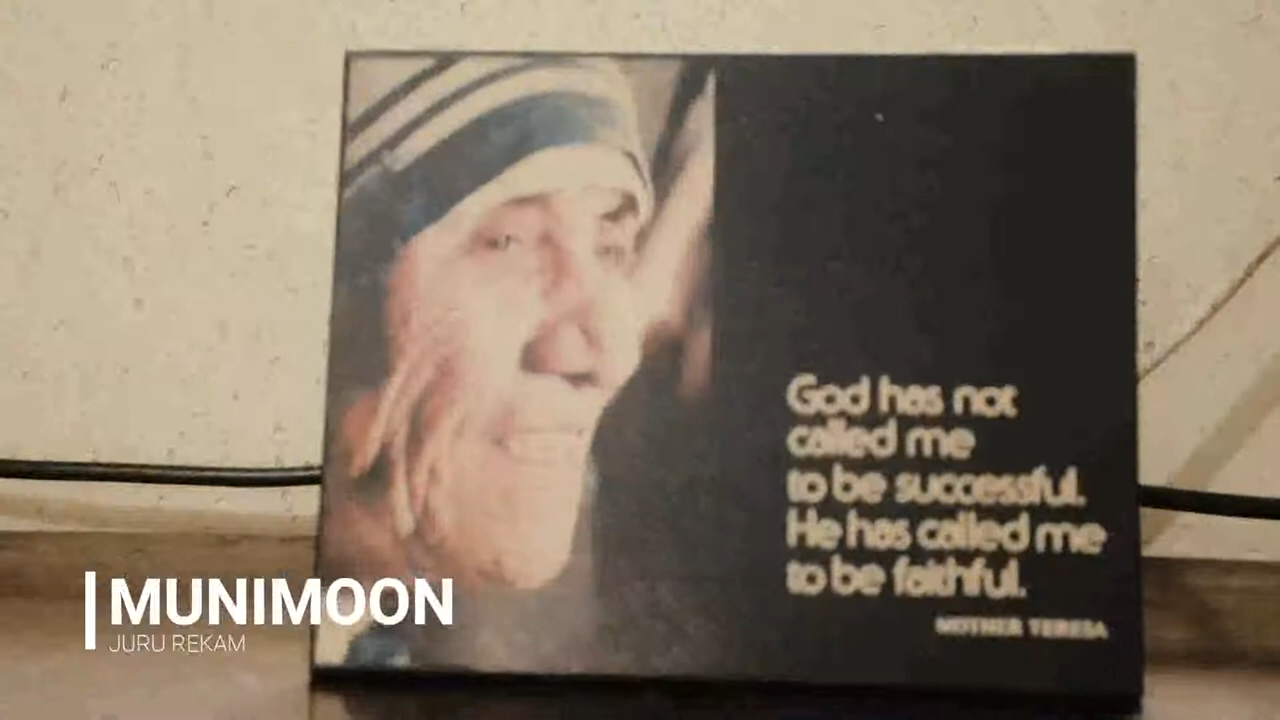 God has not
called me
to be successful.
He has called me
to be faithful.
MOTHER TERESA
MUNIMOON
JURU REKAM